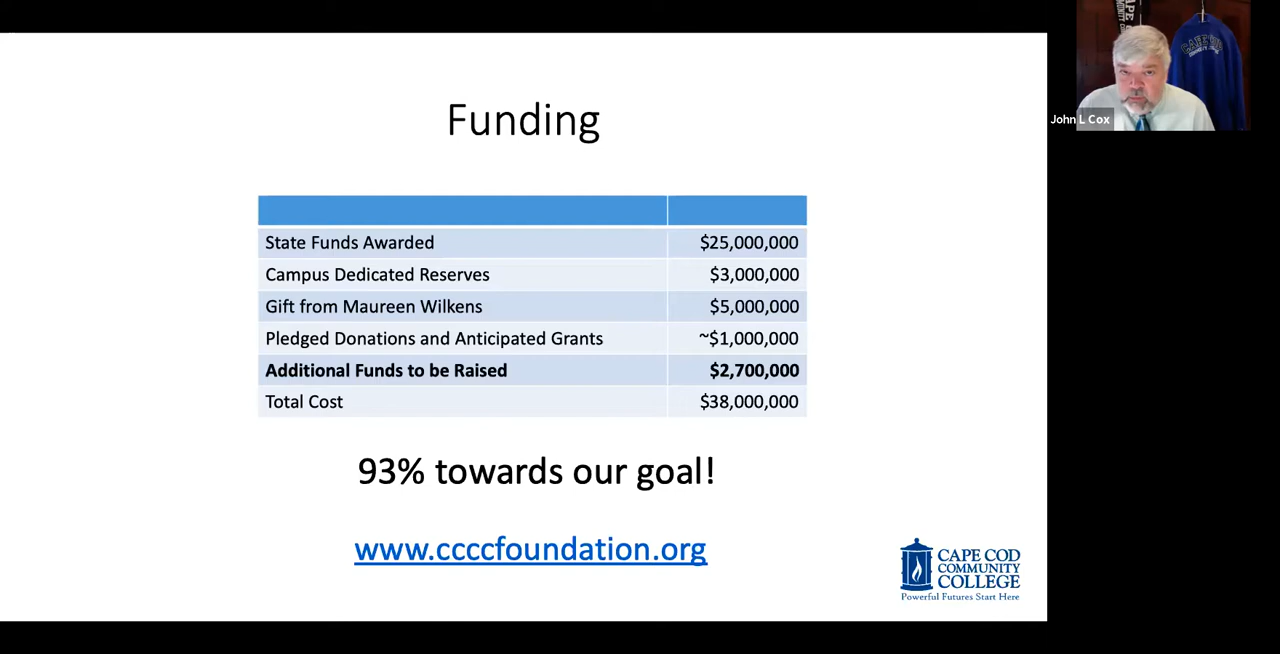 Funding
State Funds Awarded $25,000,000
Campus Dedicated Reserves $3,000,000
Gift from Maureen Wilkens $5,000,000
Pledged Donations and Anticipated Grants ~$1,000,000
Additional Funds to be Raised $2,700,000
Total Cost $38,000,000
93% towards our goal!
www.ccccfoundation.org
CAPE COD
COMMUNITY
COLLEGE
Powerful Futures Start Here
John L Cox